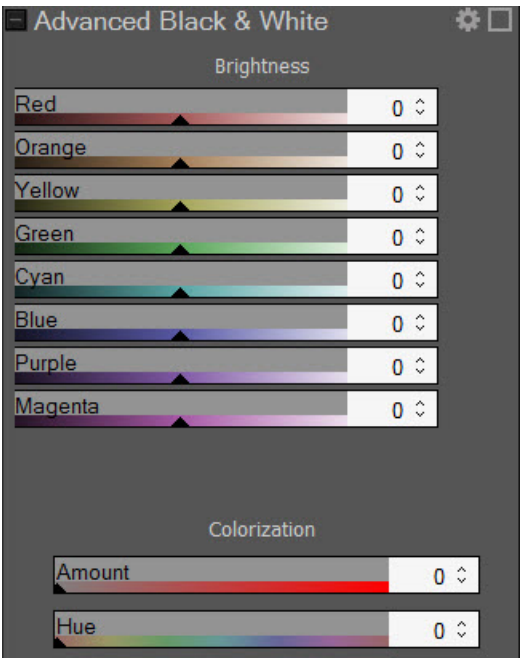 Advanced Black & White
Brightness
Red 0
Orange 0
Yellow 0
Green 0
Cyan 0
Blue 0
Purple 0
Magenta 0
Colorization
Amount 0
Hue 0